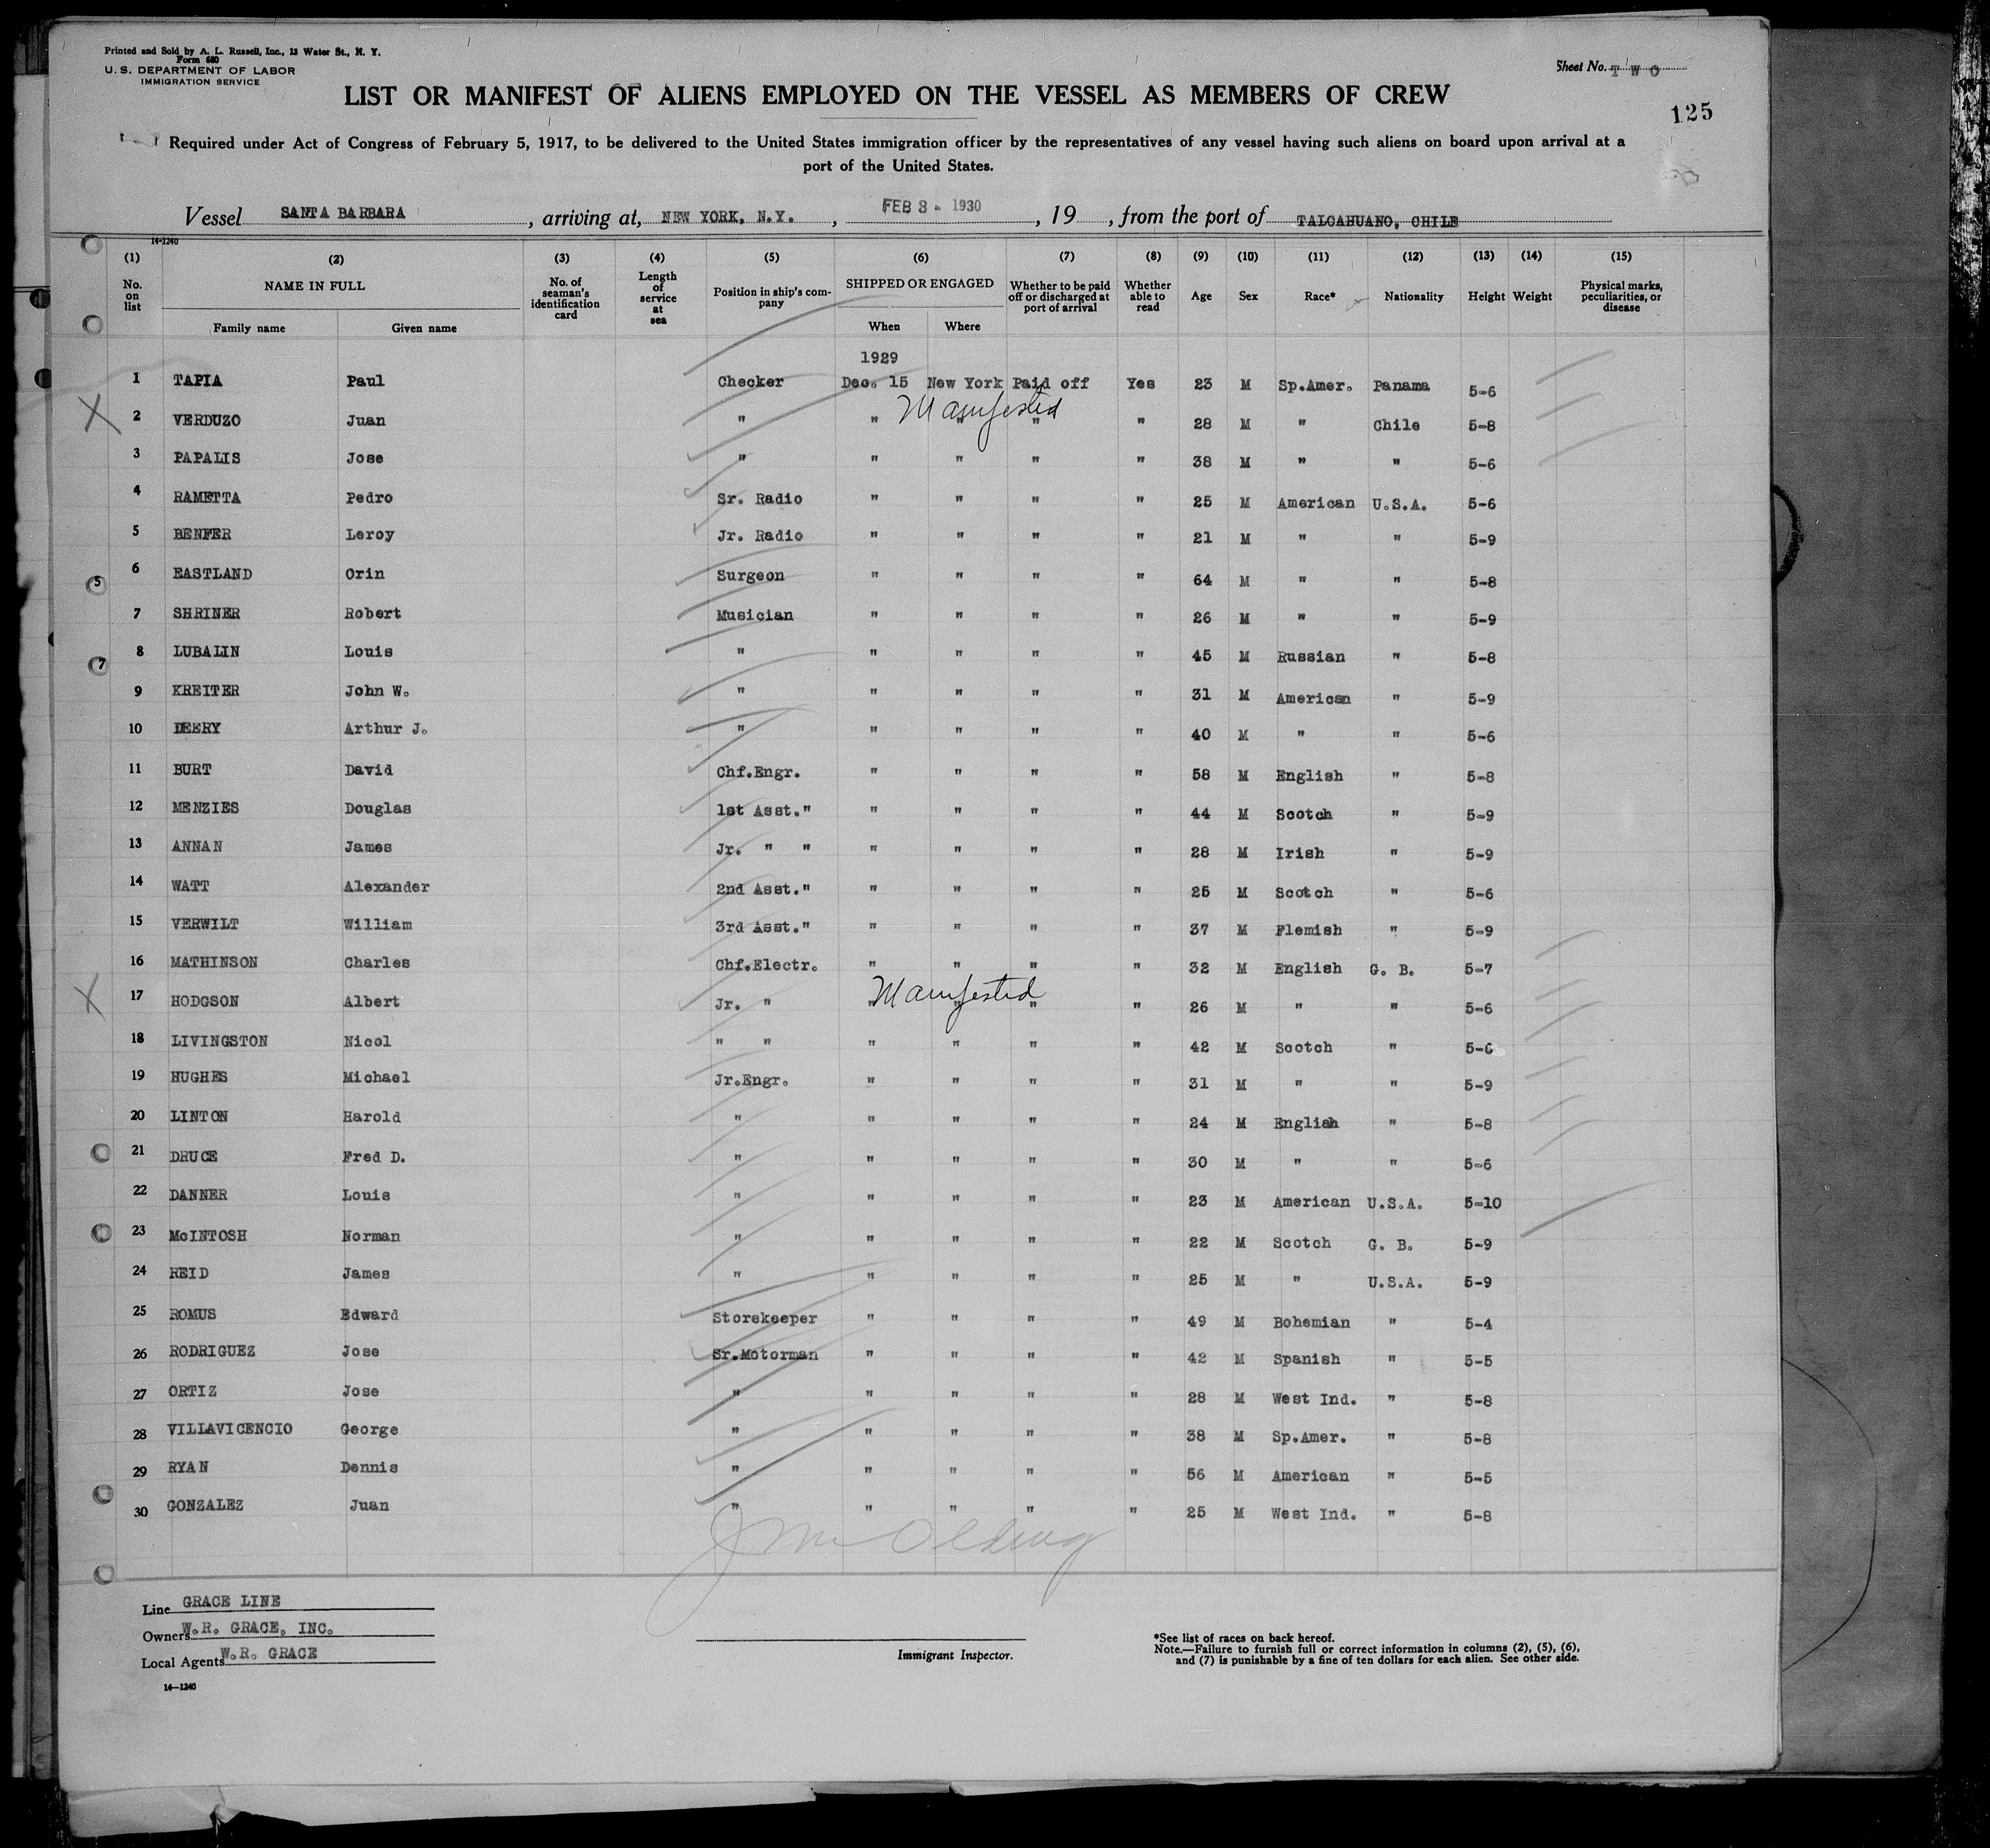 Printed and Sold by A. L. Russell, Inc., 13 Water St., N. Y.
Form 680
U. S. DEPARTMENT OF LABOR
IMMIGRATION SERVICE
Sheet No. T W O
LIST OR MANIFEST OF ALIENS EMPLOYED ON THE VESSEL AS MEMBERS OF CREW
125
Required under Act of Congress of February 5, 1917, to be delivered to the United States immigration officer by the representatives of any vessel having such aliens on board upon arrival at a
port of the United States.
Vessel SANTA BARBARA , arriving at, NEW YORK, N.Y. , FEB 3 - 1930 , 19 , from the port of TALCAHUANO, CHILE
14-1240
(1) (2) (3) (4) (5) (6) (7) (8) (9) (10) (11) (12) (13) (14) (15)
No. on list NAME IN FULL No. of seaman's identification card Length of service at sea Position in ship's company SHIPPED OR ENGAGED Whether to be paid off or discharged at port of arrival Whether able to read Age Sex Race* Nationality Height Weight Physical marks, peculiarities, or disease
Family name Given name When Where
1929
1 TAPIA Paul Checker Dec. 15 New York Paid off Yes 23 M Sp.Amer. Panama 5-6
Manifested
X 2 VERDUZO Juan " " " " " 28 M " Chile 5-8
3 PAPALIS Jose " " " " " 38 M " " 5-6
4 RAMETTA Pedro Sr. Radio " " " " 25 M American U.S.A. 5-6
5 BENFER Leroy Jr. Radio " " " " 21 M " " 5-9
5 6 EASTLAND Orin Surgeon " " " " 64 M " " 5-8
7 SHRINER Robert Musician " " " " 26 M " " 5-9
7 8 LUBALIN Louis " " " " " 45 M Russian " 5-8
9 KREITER John W. " " " " " 31 M American " 5-9
10 DEERY Arthur J. " " " " " 40 M " " 5-6
11 BURT David Chf.Engr. " " " " 58 M English " 5-8
12 MENZIES Douglas 1st Asst." " " " " 44 M Scotch " 5-9
13 ANNAN James Jr. " " " " " " 28 M Irish " 5-9
14 WATT Alexander 2nd Asst." " " " " 25 M Scotch " 5-6
15 VERWILT William 3rd Asst." " " " " 37 M Flemish " 5-9
16 MATHINSON Charles Chf.Electr. " " " " 32 M English G. B. 5-7
Manifested
X 17 HODGSON Albert Jr. " " " " " 26 M " " 5-6
18 LIVINGSTON Nicol " " " " " " 42 M Scotch " 5-6
19 HUGHES Michael Jr.Engr. " " " " 31 M " " 5-9
20 LINTON Harold " " " " " 24 M English " 5-8
21 DRUCE Fred D. " " " " " 30 M " " 5-6
22 DANNER Louis " " " " " 23 M American U.S.A. 5-10
23 McINTOSH Norman " " " " " 22 M Scotch G. B. 5-9
24 REID James " " " " " 25 M " U.S.A. 5-9
25 ROMUS Edward Storekeeper " " " " 49 M Bohemian " 5-4
26 RODRIGUEZ Jose Sr.Motorman " " " " 42 M Spanish " 5-5
27 ORTIZ Jose " " " " " 28 M West Ind. " 5-8
28 VILLAVICENCIO George " " " " " 38 M Sp.Amer. " 5-8
29 RYAN Dennis " " " " " 56 M American " 5-5
30 GONZALEZ Juan " " " " " 25 M West Ind. " 5-8
Line GRACE LINE
Owners W.R. GRACE, INC.
Local Agents W.R. GRACE
14-1240
Immigrant Inspector.
*See list of races on back hereof.
Note.—Failure to furnish full or correct information in columns (2), (5), (6),
and (7) is punishable by a fine of ten dollars for each alien. See other side.